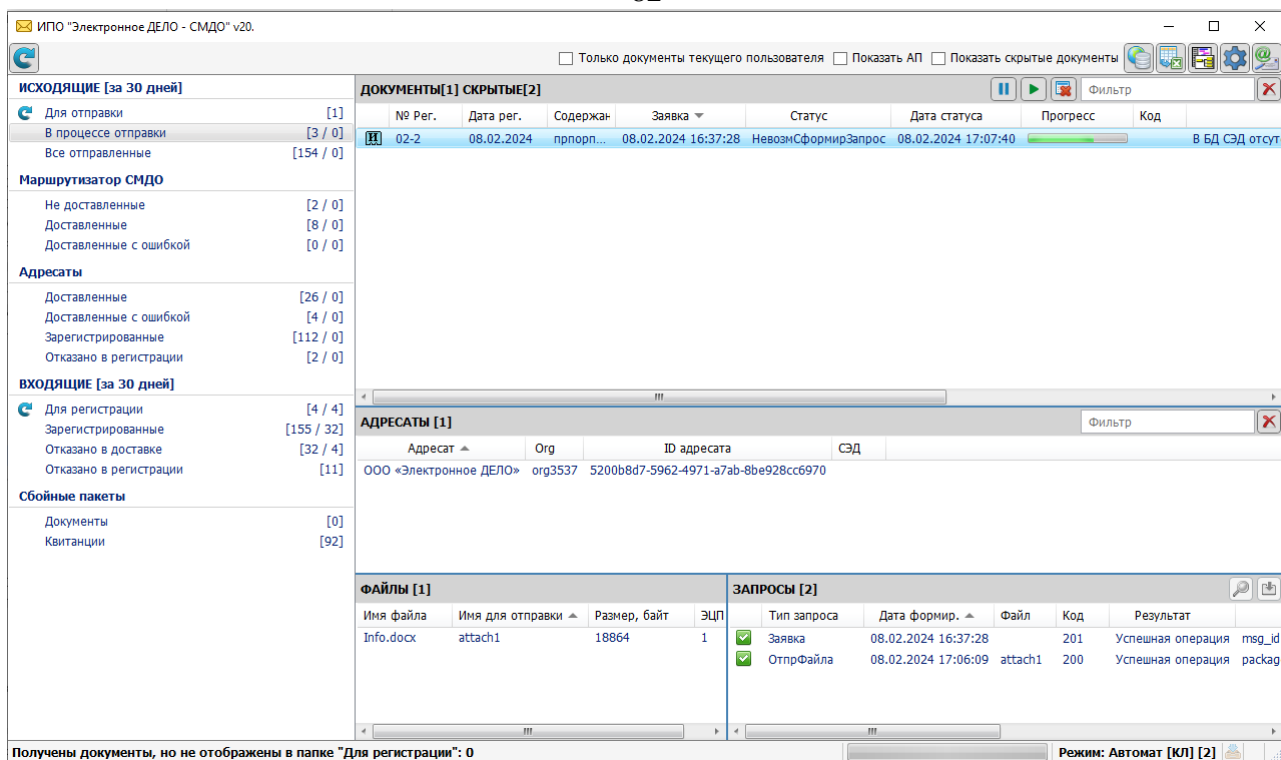 ИПО "Электронное ДЕЛО - СМДО" v20.
Только документы текущего пользователя Показать АП Показать скрытые документы
ИСХОДЯЩИЕ [за 30 дней]
Для отправки [1]
В процессе отправки [3 / 0]
Все отправленные [154 / 0]
Маршрутизатор СМДО
Не доставленные [2 / 0]
Доставленные [8 / 0]
Доставленные с ошибкой [0 / 0]
Адресаты
Доставленные [26 / 0]
Доставленные с ошибкой [4 / 0]
Зарегистрированные [112 / 0]
Отказано в регистрации [2 / 0]
ВХОДЯЩИЕ [за 30 дней]
Для регистрации [4 / 4]
Зарегистрированные [155 / 32]
Отказано в доставке [32 / 4]
Отказано в регистрации [11]
Сбойные пакеты
Документы [0]
Квитанции [92]
ДОКУМЕНТЫ[1] СКРЫТЫЕ[2] Фильтр
№ Рег. Дата рег. Содержан Заявка Статус Дата статуса Прогресс Код
И 02-2 08.02.2024 прпорп... 08.02.2024 16:37:28 НевозмСформирЗапрос 08.02.2024 17:07:40 В БД СЭД отсут
АДРЕСАТЫ [1] Фильтр
Адресат Org ID адресата СЭД
ООО «Электронное ДЕЛО» org3537 5200b8d7-5962-4971-a7ab-8be928cc6970
ФАЙЛЫ [1]
Имя файла Имя для отправки Размер, байт ЭЦП
Info.docx attach1 18864 1
ЗАПРОСЫ [2]
Тип запроса Дата формир. Файл Код Результат
Заявка 08.02.2024 16:37:28 201 Успешная операция msg_id
ОтпрФайла 08.02.2024 17:06:09 attach1 200 Успешная операция packag
Получены документы, но не отображены в папке "Для регистрации": 0 Режим: Автомат [КЛ] [2]